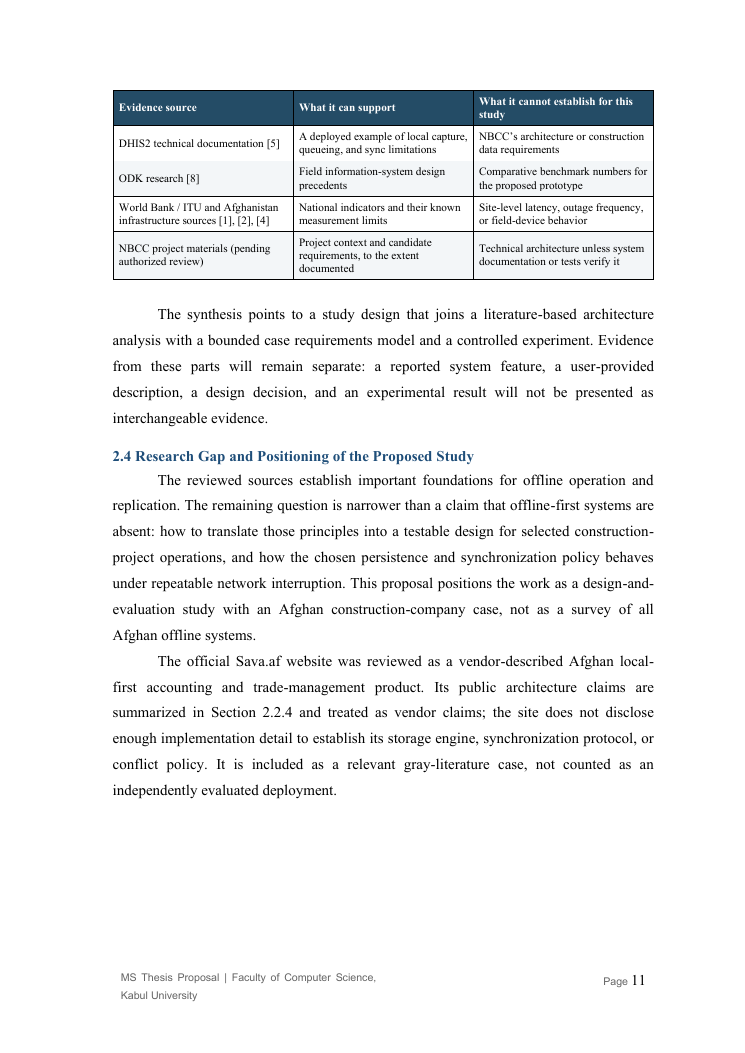 Evidence source
What it can support
What it cannot establish for this
study
DHIS2 technical documentation [5]
A deployed example of local capture,
queueing, and sync limitations
NBCC’s architecture or construction
data requirements
ODK research [8]
Field information-system design
precedents
Comparative benchmark numbers for
the proposed prototype
World Bank / ITU and Afghanistan
infrastructure sources [1], [2], [4]
National indicators and their known
measurement limits
Site-level latency, outage frequency,
or field-device behavior
NBCC project materials (pending
authorized review)
Project context and candidate
requirements, to the extent
documented
Technical architecture unless system
documentation or tests verify it
The synthesis points to a study design that joins a literature-based architecture
analysis with a bounded case requirements model and a controlled experiment. Evidence
from these parts will remain separate: a reported system feature, a user-provided
description, a design decision, and an experimental result will not be presented as
interchangeable evidence.
2.4 Research Gap and Positioning of the Proposed Study
The reviewed sources establish important foundations for offline operation and
replication. The remaining question is narrower than a claim that offline-first systems are
absent: how to translate those principles into a testable design for selected construction-
project operations, and how the chosen persistence and synchronization policy behaves
under repeatable network interruption. This proposal positions the work as a design-and-
evaluation study with an Afghan construction-company case, not as a survey of all
Afghan offline systems.
The official Sava.af website was reviewed as a vendor-described Afghan local-
first accounting and trade-management product. Its public architecture claims are
summarized in Section 2.2.4 and treated as vendor claims; the site does not disclose
enough implementation detail to establish its storage engine, synchronization protocol, or
conflict policy. It is included as a relevant gray-literature case, not counted as an
independently evaluated deployment.
MS Thesis Proposal | Faculty of Computer Science,
Kabul University
Page 11